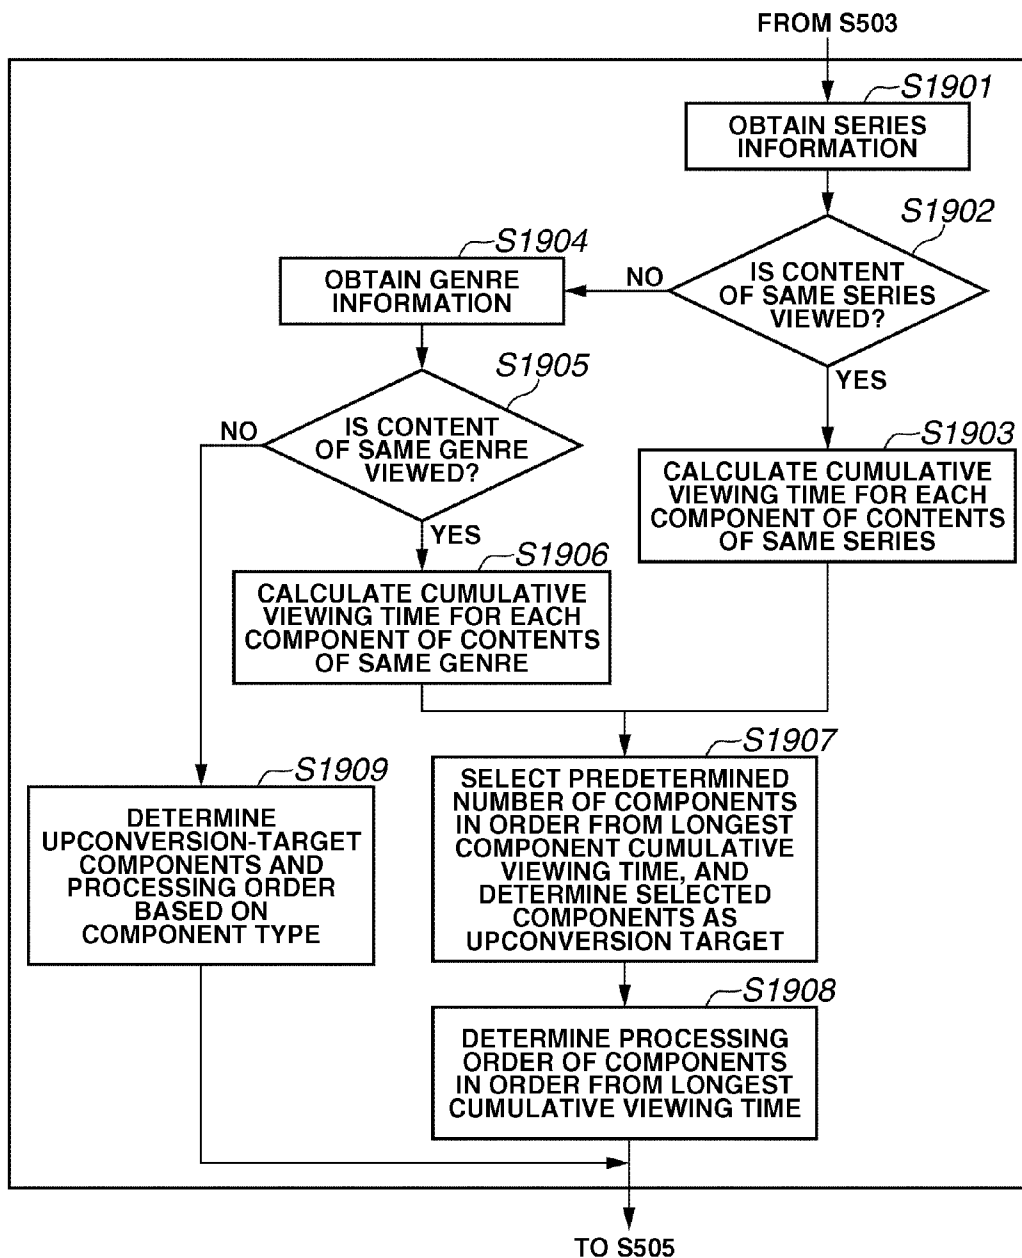 FROM S503
S1901
OBTAIN SERIES
INFORMATION
S1902
IS CONTENT
OF SAME SERIES
VIEWED?
NO
YES
S1904
OBTAIN GENRE
INFORMATION
S1905
IS CONTENT
OF SAME GENRE
VIEWED?
NO
YES
S1903
CALCULATE CUMULATIVE
VIEWING TIME FOR EACH
COMPONENT OF CONTENTS
OF SAME SERIES
S1906
CALCULATE CUMULATIVE
VIEWING TIME FOR EACH
COMPONENT OF CONTENTS
OF SAME GENRE
S1907
SELECT PREDETERMINED
NUMBER OF COMPONENTS
IN ORDER FROM LONGEST
COMPONENT CUMULATIVE
VIEWING TIME, AND
DETERMINE SELECTED
COMPONENTS AS
UPCONVERSION TARGET
S1909
DETERMINE
UPCONVERSION-TARGET
COMPONENTS AND
PROCESSING ORDER
BASED ON
COMPONENT TYPE
S1908
DETERMINE PROCESSING
ORDER OF COMPONENTS
IN ORDER FROM LONGEST
CUMULATIVE VIEWING TIME
TO S505